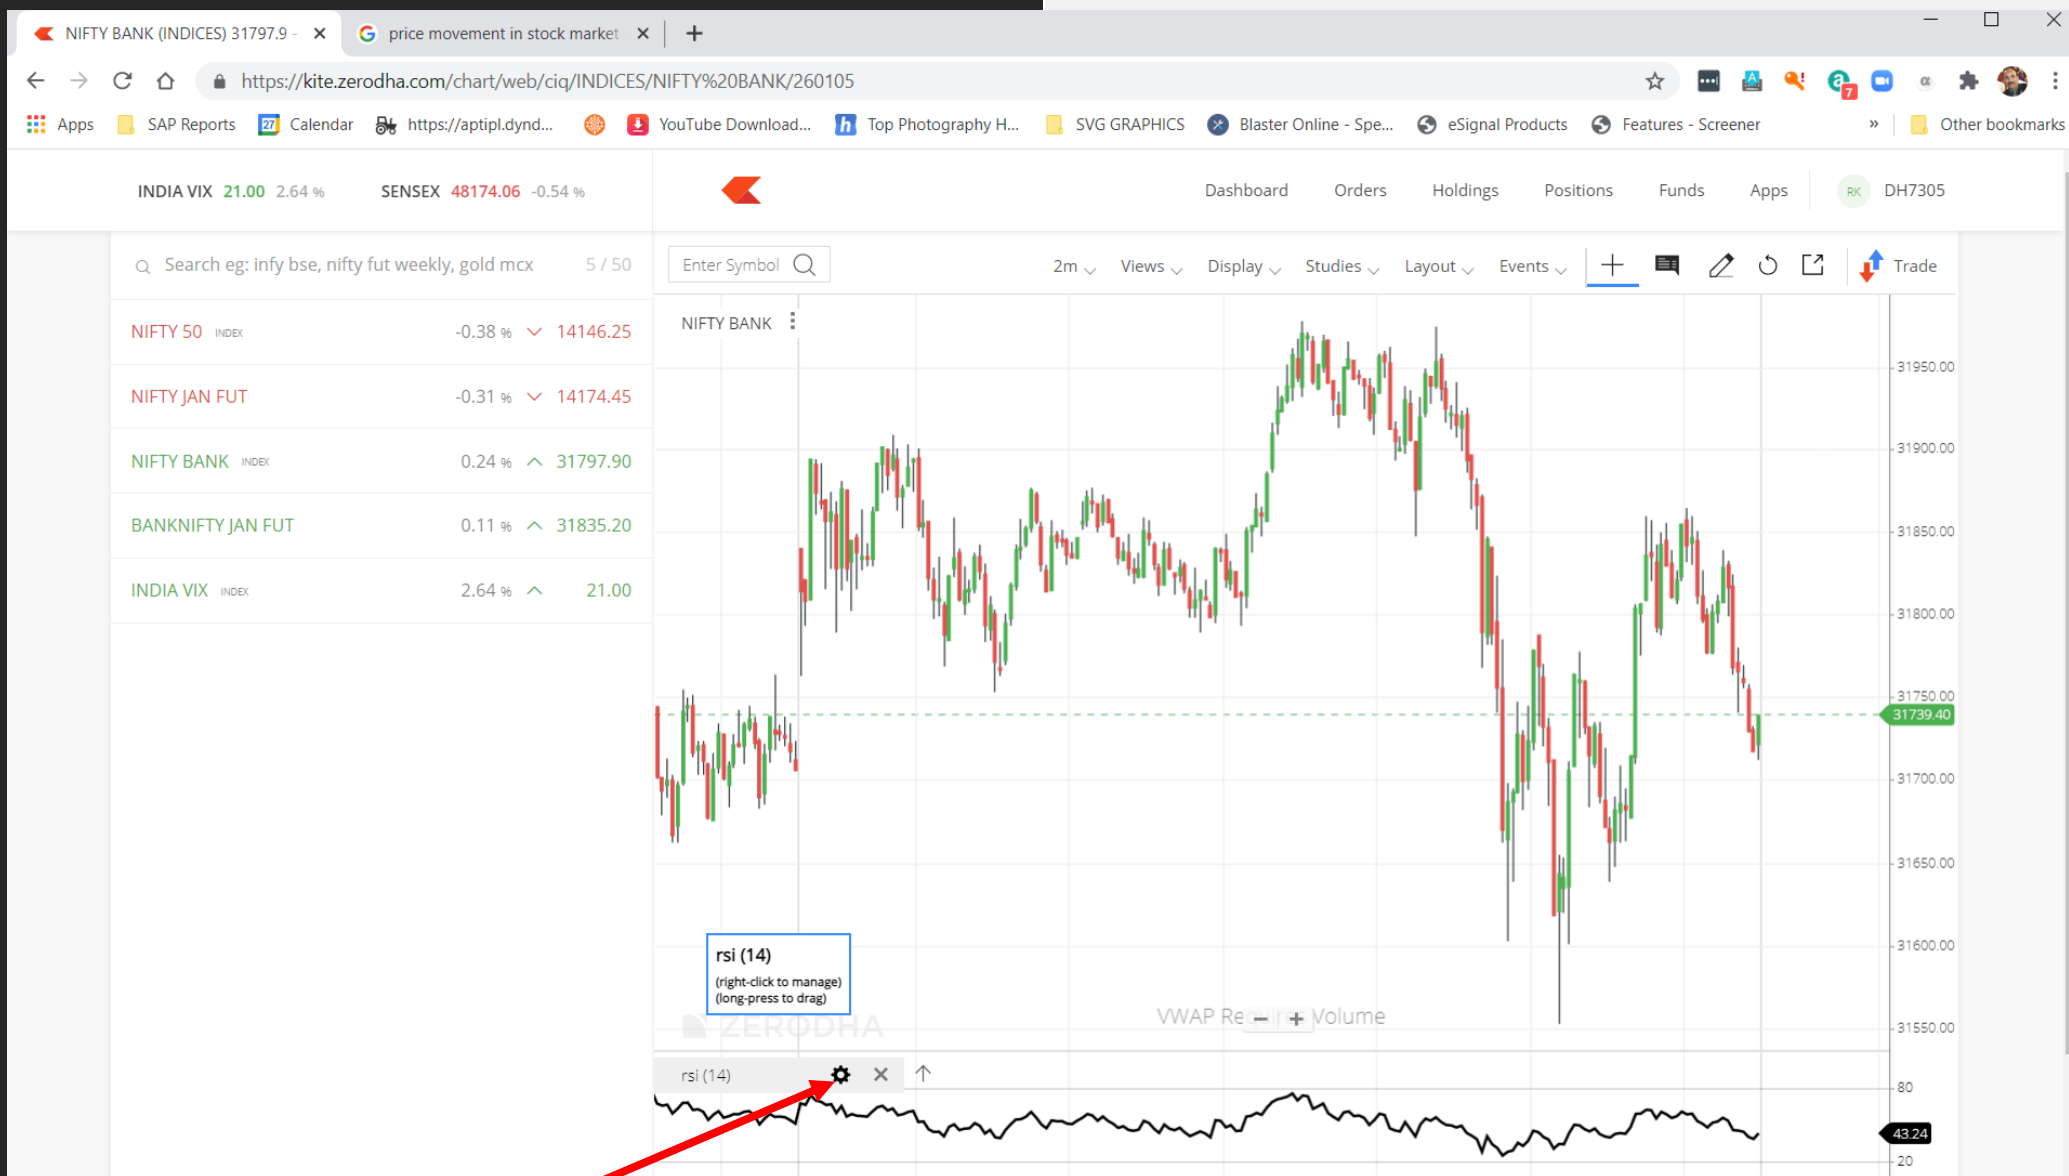 NIFTY BANK (INDICES) 31797.9 -
price movement in stock market
https://kite.zerodha.com/chart/web/ciq/INDICES/NIFTY%20BANK/260105
7
Apps
SAP Reports
27
Calendar
https://aptipl.dynd...
YouTube Download...
h
Top Photography H...
SVG GRAPHICS
Blaster Online - Spe...
eSignal Products
Features - Screener
»
Other bookmarks
INDIA VIX 21.00 2.64 %
SENSEX 48174.06 -0.54 %
Dashboard
Orders
Holdings
Positions
Funds
Apps
RK
DH7305
Search eg: infy bse, nifty fut weekly, gold mcx
5 / 50
Enter Symbol
2m
Views
Display
Studies
Layout
Events
Trade
NIFTY 50 INDEX -0.38 % 14146.25
NIFTY JAN FUT -0.31 % 14174.45
NIFTY BANK INDEX 0.24 % 31797.90
BANKNIFTY JAN FUT 0.11 % 31835.20
INDIA VIX INDEX 2.64 % 21.00
NIFTY BANK
31950.00
31900.00
31850.00
31800.00
31750.00
31739.40
31700.00
31650.00
31600.00
31550.00
rsi (14)
(right-click to manage)
(long-press to drag)
ZERODHA
VWAP Requires Volume
rsi (14)
80
43.24
20